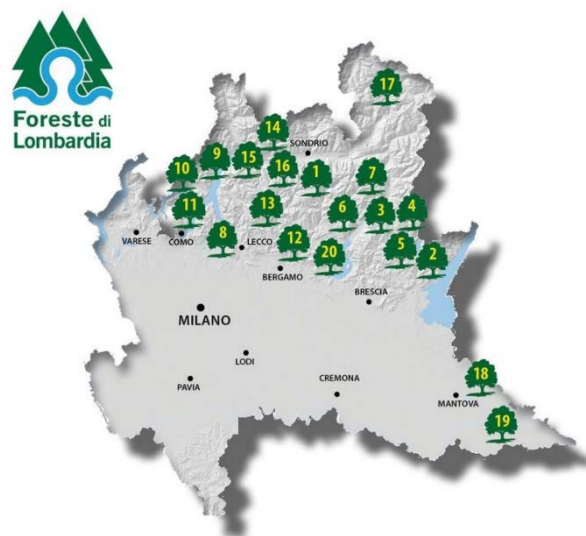 Foreste di
Lombardia
17
14
SONDRIO
9
15
10
16
1
7
11
13
6
3
4
VARESE
COMO
8
LECCO
12
5
2
20
BERGAMO
BRESCIA
MILANO
LODI
PAVIA
CREMONA
18
MANTOVA
19